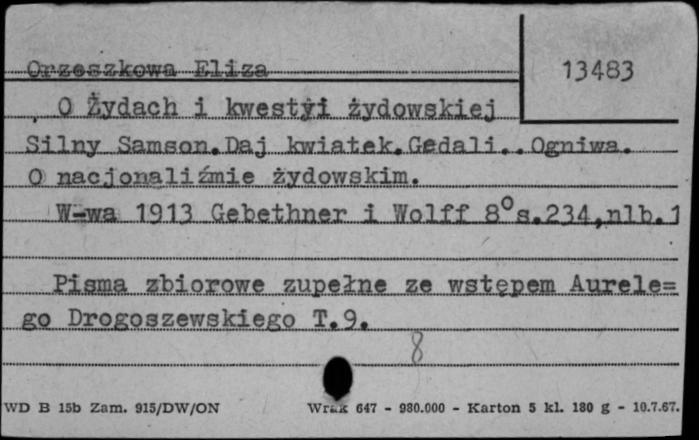 Orzeszkowa Eliza
13483
O Żydach i kwestyi żydowskiej
Silny Samson. Daj kwiatek. Gedali.. Ogniwa.
O nacjonaliźmie żydowskim.
W-wa 1913 Gebethner i Wolff 8° s.234,nlb.1
Pisma zbiorowe zupełne ze wstępem Aurele=
go Drogoszewskiego T.9.
8
WD B 15b Zam. 915/DW/ON Wrak 647 - 980.000 - Karton 5 kl. 180 g - 10.7.67.